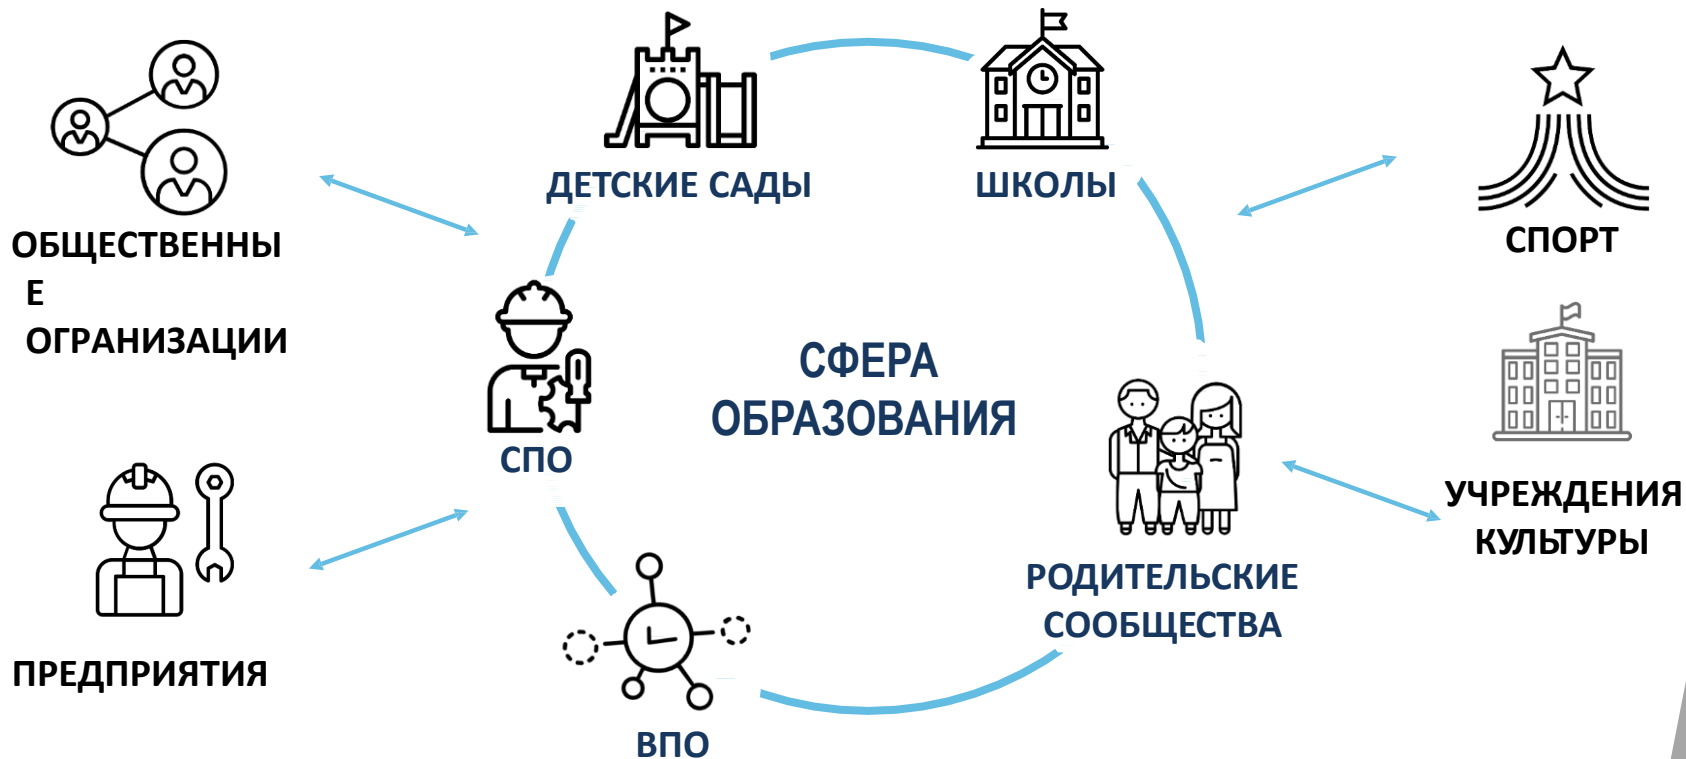 ДЕТСКИЕ САДЫ
ШКОЛЫ
ОБЩЕСТВЕННЫ
Е
ОГРАНИЗАЦИИ
СПОРТ
СФЕРА
ОБРАЗОВАНИЯ
СПО
УЧРЕЖДЕНИЯ
КУЛЬТУРЫ
РОДИТЕЛЬСКИЕ
СООБЩЕСТВА
ПРЕДПРИЯТИЯ
ВПО